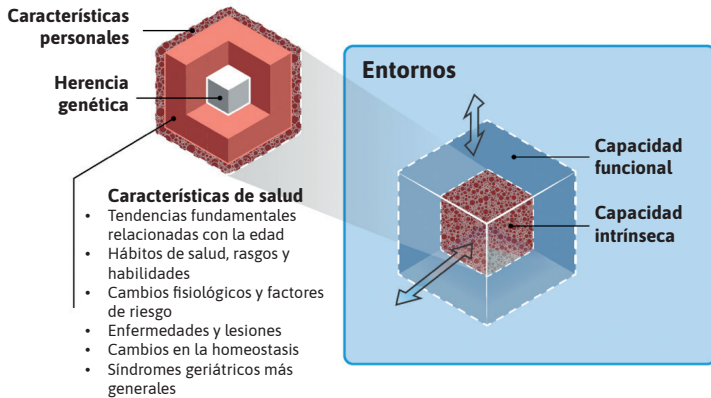 Características
personales
Herencia
genética
Características de salud
• Tendencias fundamentales
relacionadas con la edad
• Hábitos de salud, rasgos y
habilidades
• Cambios fisiológicos y factores
de riesgo
• Enfermedades y lesiones
• Cambios en la homeostasis
• Síndromes geriátricos más
generales
Entornos
Capacidad
funcional
Capacidad
intrínseca